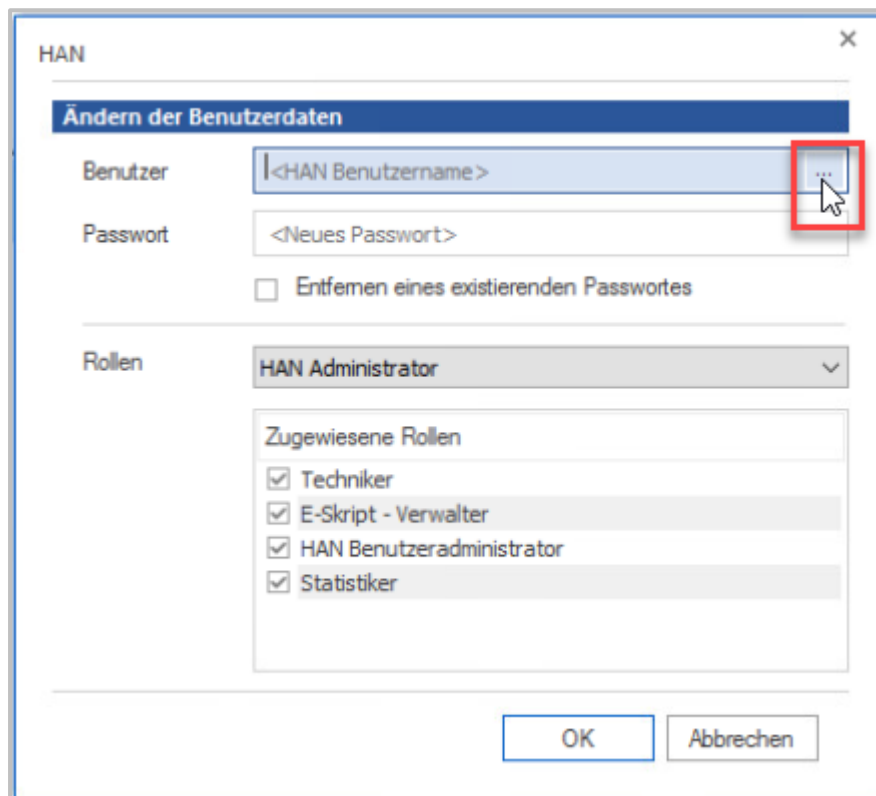 HAN
Ändern der Benutzerdaten
Benutzer <HAN Benutzername> ...
Passwort <Neues Passwort>
Entfernen eines existierenden Passwortes
Rollen HAN Administrator
Zugewiesene Rollen
Techniker
E-Skript - Verwalter
HAN Benutzeradministrator
Statistiker
OK Abbrechen